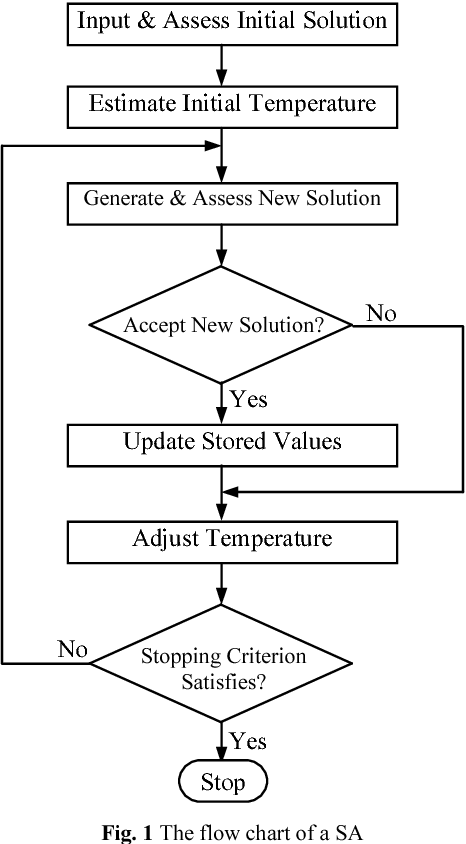 Input & Assess Initial Solution
Estimate Initial Temperature
Generate & Assess New Solution
Accept New Solution?
No
Yes
Update Stored Values
Adjust Temperature
No
Stopping Criterion
Satisfies?
Yes
Stop
Fig. 1 The flow chart of a SA